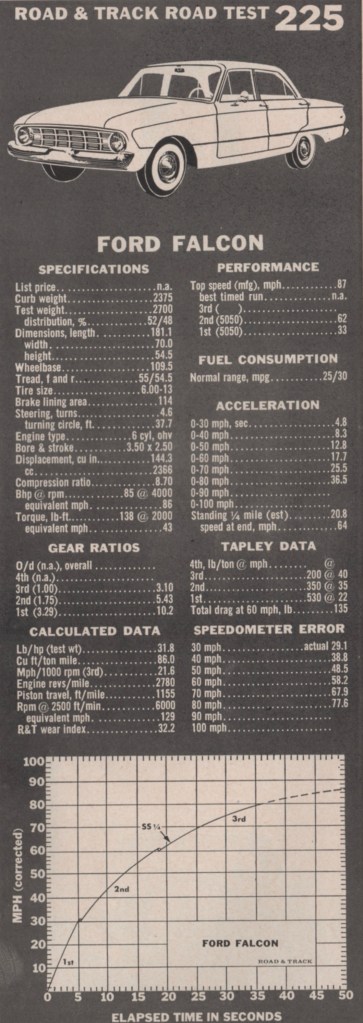 ROAD & TRACK ROAD TEST 225
FORD FALCON
SPECIFICATIONS
List price....................n.a.
Curb weight..................2375
Test weight..................2700
distribution, %............52/48
Dimensions, length..........181.1
width.......................70.0
height......................54.5
Wheelbase...................109.5
Tread, f and r............55/54.5
Tire size.................6.00-13
Brake lining area.............114
Steering, turns...............4.6
turning circle, ft..........37.7
Engine type.............6 cyl, ohv
Bore & stroke.........3.50 x 2.50
Displacement, cu in.........144.3
cc..........................2366
Compression ratio............8.70
Bhp @ rpm...............85 @ 4000
equivalent mph................86
Torque, lb-ft..........138 @ 2000
equivalent mph................43
GEAR RATIOS
O/d (n.a.), overall..............
4th (n.a.).......................
3rd (1.00)...................3.10
2nd (1.75)...................5.43
1st (3.29)...................10.2
CALCULATED DATA
Lb/hp (test wt)..............31.8
Cu ft/ton mile...............86.0
Mph/1000 rpm (3rd)...........21.6
Engine revs/mile.............2780
Piston travel, ft/mile.......1155
Rpm @ 2500 ft/min............6000
equivalent mph...............129
R&T wear index...............32.2
PERFORMANCE
Top speed (mfg), mph...........87
best timed run...............n.a.
3rd ( )......................
2nd (5050)....................62
1st (5050)....................33
FUEL CONSUMPTION
Normal range, mpg...........25/30
ACCELERATION
0-30 mph, sec.................4.8
0-40 mph......................8.3
0-50 mph.....................12.8
0-60 mph.....................17.7
0-70 mph.....................25.5
0-80 mph.....................36.5
0-90 mph.........................
0-100 mph........................
Standing ¼ mile (est)........20.8
speed at end, mph.............64
TAPLEY DATA
4th, lb/ton @ mph........... @
3rd......................200 @ 40
2nd......................350 @ 35
1st......................530 @ 22
Total drag at 60 mph, lb......135
SPEEDOMETER ERROR
30 mph................actual 29.1
40 mph.......................38.8
50 mph.......................48.5
60 mph.......................58.2
70 mph.......................67.9
80 mph.......................77.6
90 mph...........................
100 mph..........................
MPH (corrected)
100
90
80
70
60
50
40
30
20
10
SS ¼
3rd
2nd
1st
FORD FALCON
ROAD & TRACK
0 5 10 15 20 25 30 35 40 45 50
ELAPSED TIME IN SECONDS